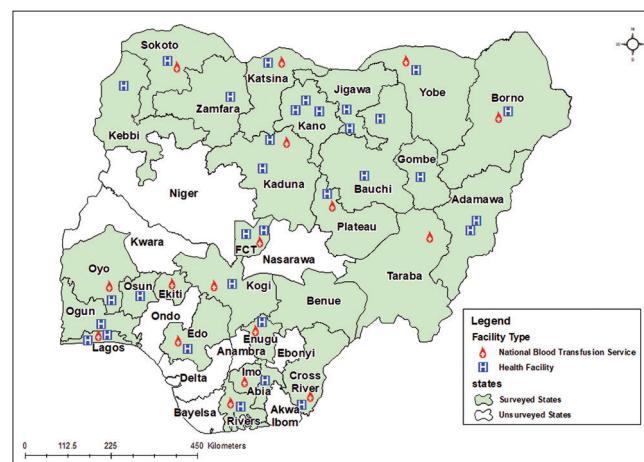 Sokoto
Katsina
Jigawa
Yobe
Borno
Zamfara
Kano
Kebbi
Gombe
Kaduna
Bauchi
Adamawa
Niger
Plateau
FCT
Kwara
Nasarawa
Taraba
Oyo
Osun
Ekiti
Kogi
Benue
Ogun
Ondo
Edo
Enugu
Lagos
Anambra
Ebonyi
Delta
Imo
Cross
River
Abia
Bayelsa
Akwa
Ibom
Rivers
Legend
Facility Type
National Blood Transfusion Service
H Health Facility
states
Surveyed States
Unsurveyed States
0 112.5 225 450 Kilometers